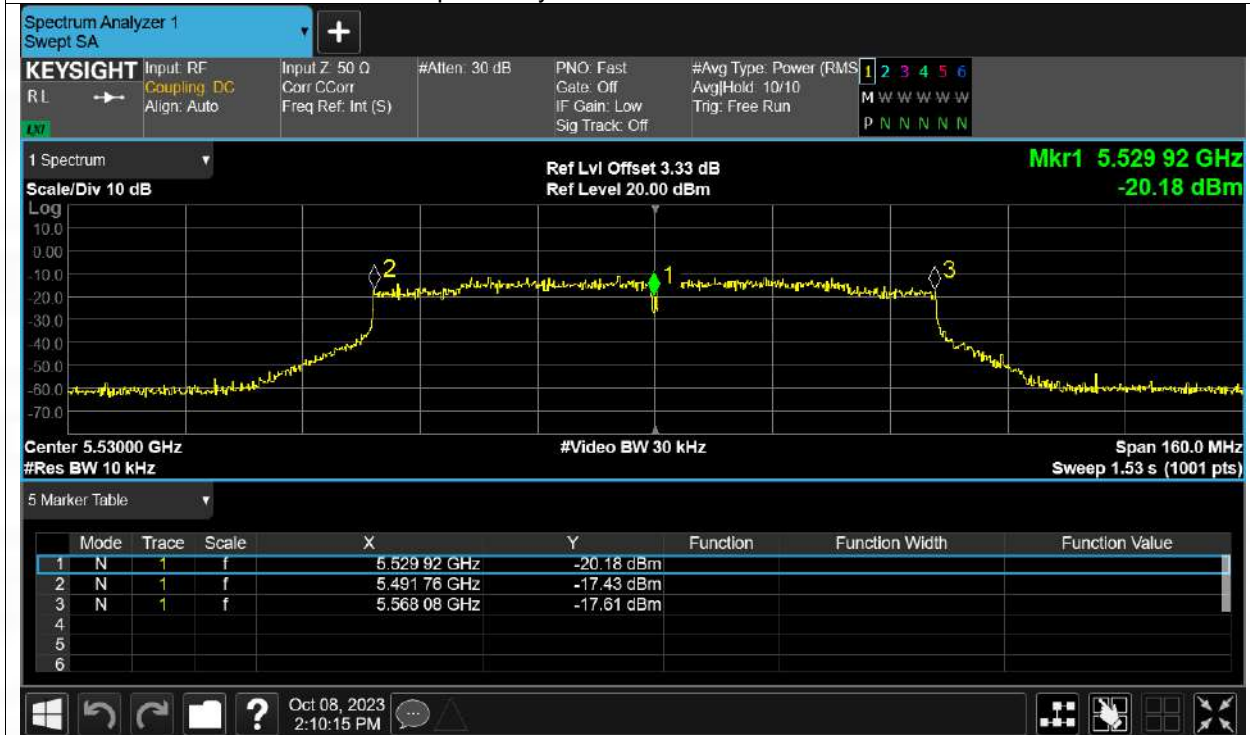 Spectrum Analyzer 1
Swept SA
+
KEYSIGHT Input: RF Input Z: 50 Ω #Atten: 30 dB PNO: Fast #Avg Type: Power (RMS 1 2 3 4 5 6
RL Coupling: DC Corr CCorr Gate: Off Avg|Hold: 10/10 M W W W W W
Align: Auto Freq Ref: Int (S) IF Gain: Low Trig: Free Run P N N N N N
LXI Sig Track: Off
1 Spectrum Ref Lvl Offset 3.33 dB Mkr1 5.529 92 GHz
Scale/Div 10 dB Ref Level 20.00 dBm -20.18 dBm
Log
10.0
0.00
-10.0 2 1 3
-20.0
-30.0
-40.0
-50.0
-60.0
-70.0
Center 5.53000 GHz #Video BW 30 kHz Span 160.0 MHz
#Res BW 10 kHz Sweep 1.53 s (1001 pts)
5 Marker Table
Mode Trace Scale X Y Function Function Width Function Value
1 N 1 f 5.529 92 GHz -20.18 dBm
2 N 1 f 5.491 76 GHz -17.43 dBm
3 N 1 f 5.568 08 GHz -17.61 dBm
4
5
6
? Oct 08, 2023
2:10:15 PM